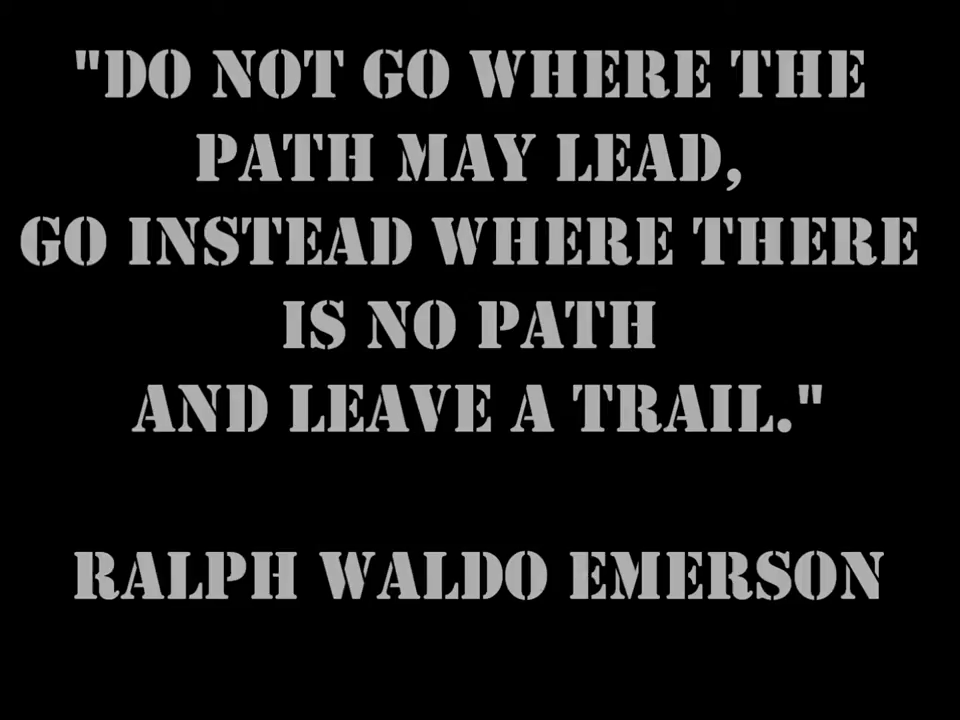 "DO NOT GO WHERE THE
PATH MAY LEAD,
GO INSTEAD WHERE THERE
IS NO PATH
AND LEAVE A TRAIL."
RALPH WALDO EMERSON